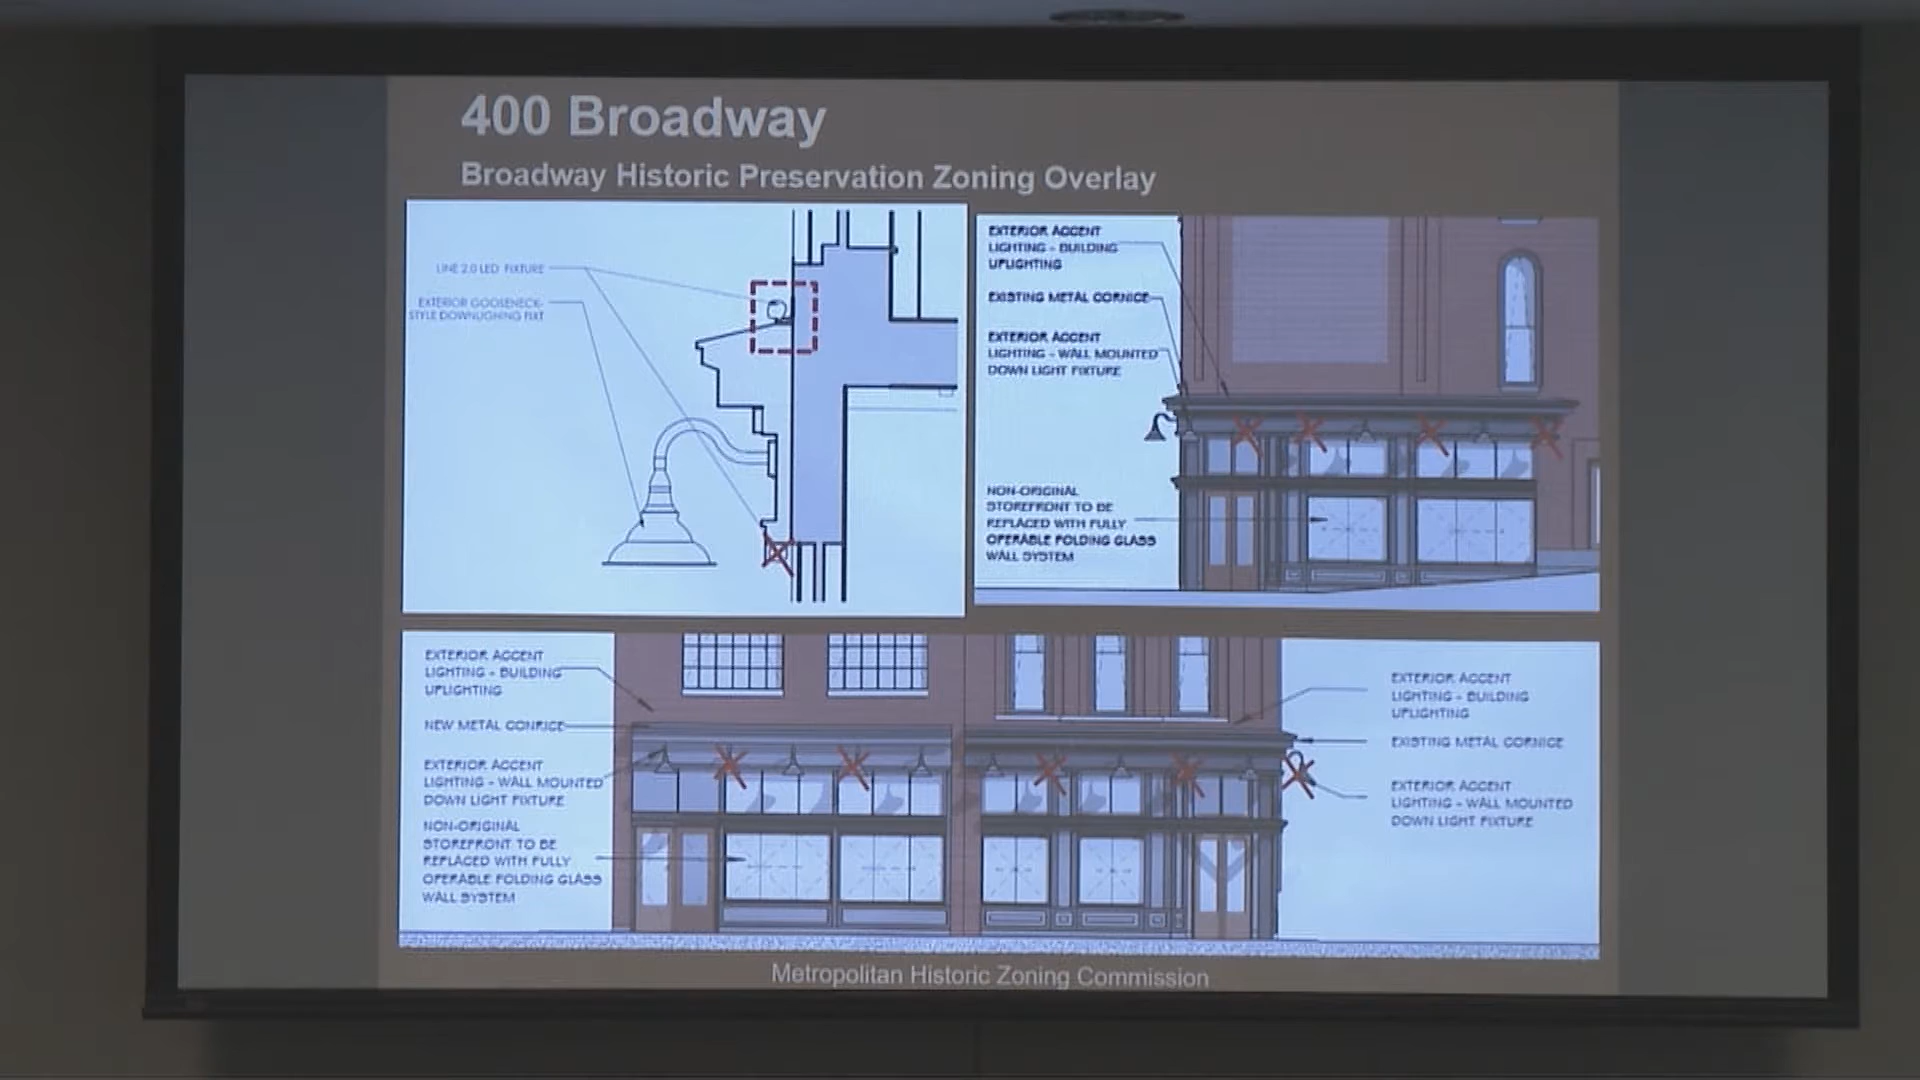 400 Broadway
Broadway Historic Preservation Zoning Overlay
LINE 2.0 LED FIXTURE
EXTERIOR GOOSENECK-
STYLE DOWNLIGHING FIXT
EXTERIOR ACCENT
LIGHTING - BUILDING
UPLIGHTING
EXISTING METAL CORNICE
EXTERIOR ACCENT
LIGHTING - WALL MOUNTED
DOWN LIGHT FIXTURE
NON-ORIGINAL
STOREFRONT TO BE
REPLACED WITH FULLY
OPERABLE FOLDING GLASS
WALL SYSTEM
EXTERIOR ACCENT
LIGHTING - BUILDING
UPLIGHTING
NEW METAL CONRICE
EXTERIOR ACCENT
LIGHTING - WALL MOUNTED
DOWN LIGHT FIXTURE
NON-ORIGINAL
STOREFRONT TO BE
REPLACED WITH FULLY
OPERABLE FOLDING GLASS
WALL SYSTEM
EXTERIOR ACCENT
LIGHTING - BUILDING
UPLIGHTING
EXISTING METAL CORNICE
EXTERIOR ACCENT
LIGHTING - WALL MOUNTED
DOWN LIGHT FIXTURE
Metropolitan Historic Zoning Commission